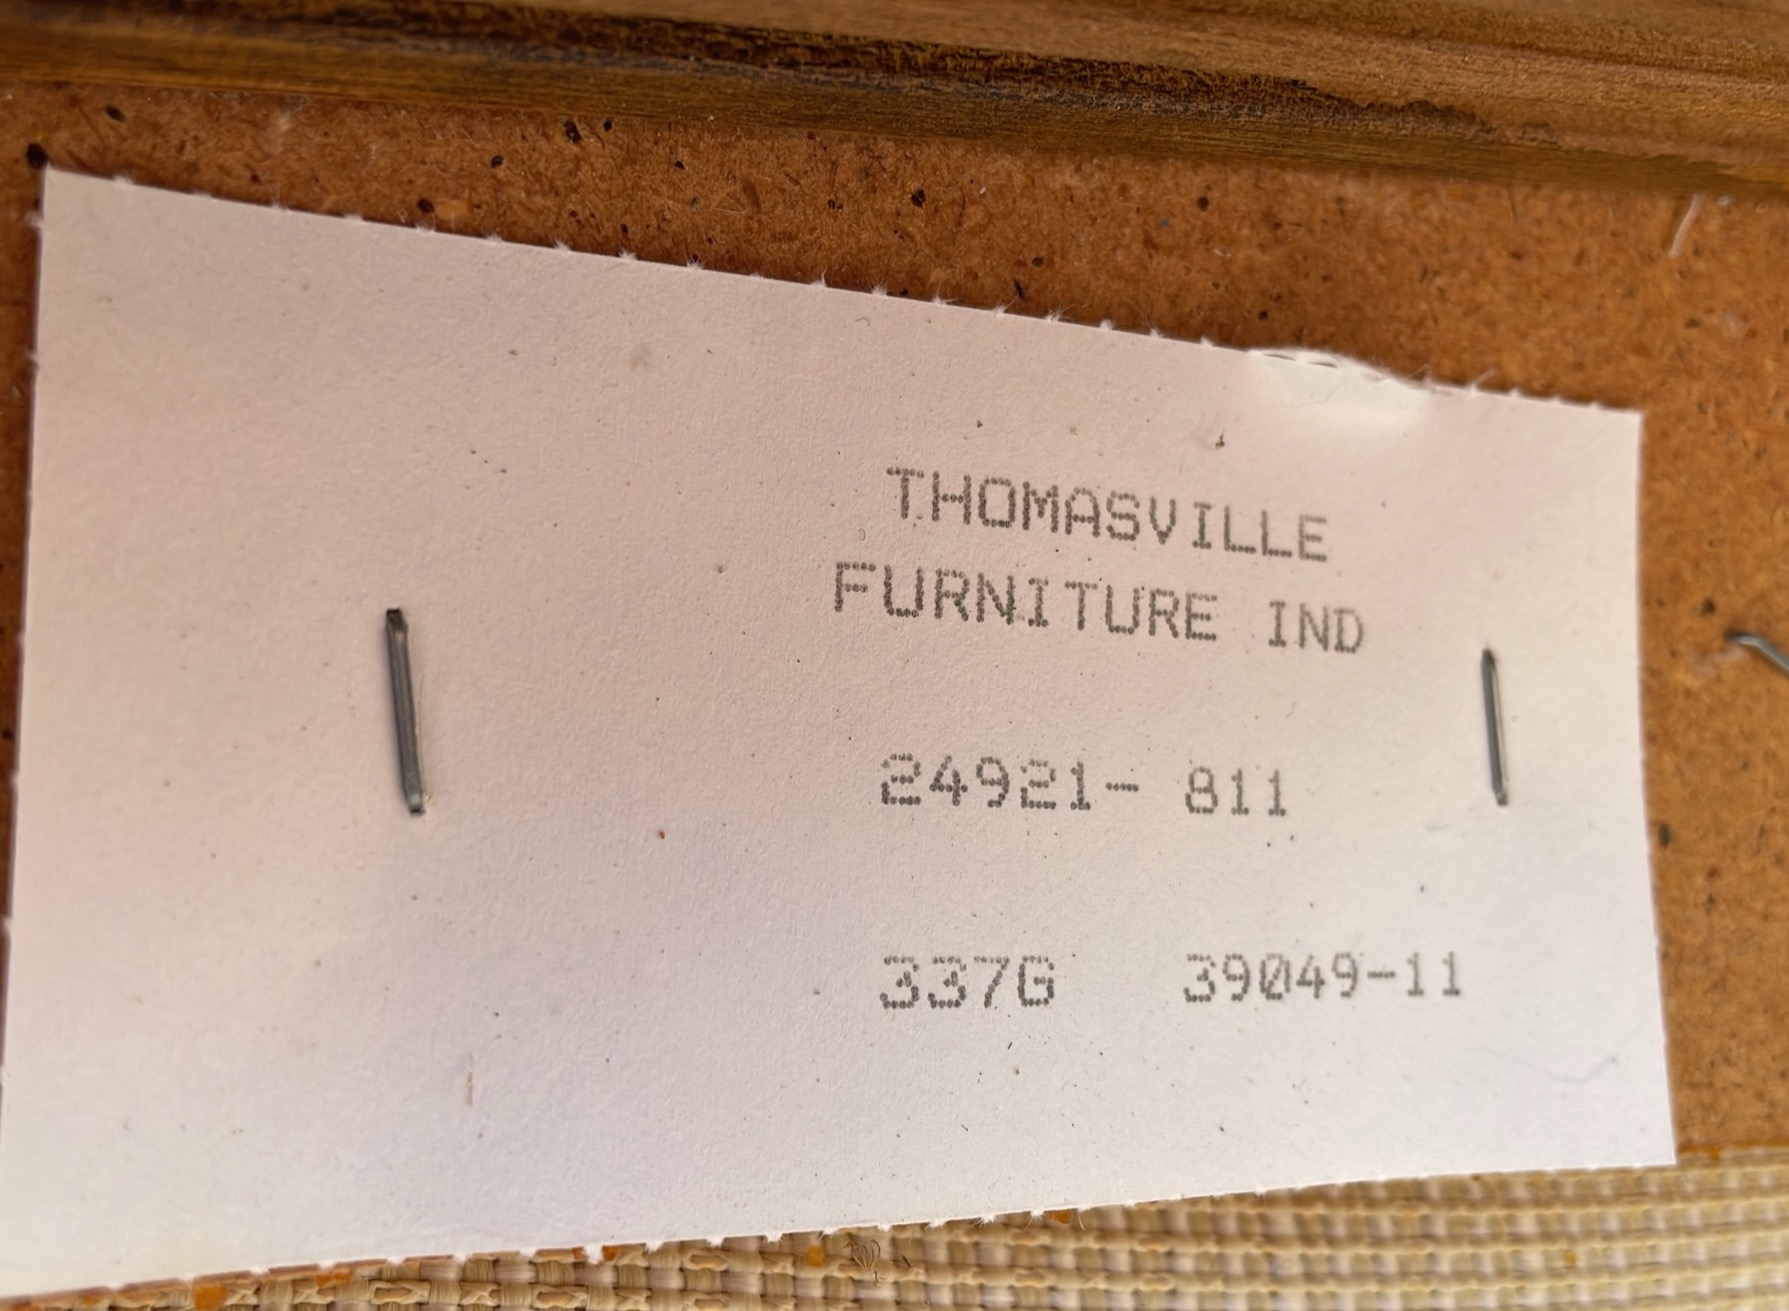 THOMASVILLE
FURNITURE IND
24921- 811
337G 39049-11